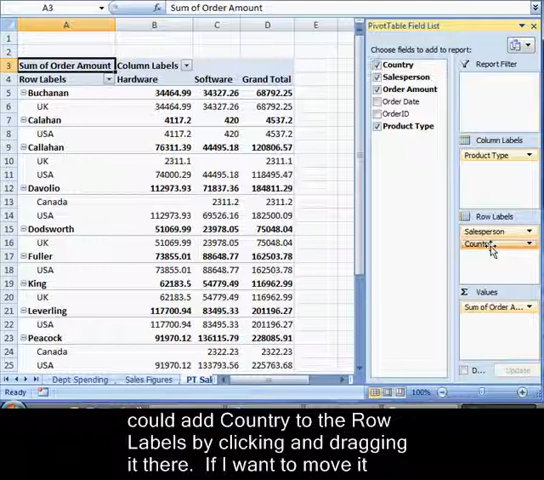 A3 fx Sum of Order Amount
A B C D E
1
2
3 Sum of Order Amount Column Labels
4 Row Labels Hardware Software Grand Total
5 Buchanan 34464.99 34327.26 68792.25
6 UK 34464.99 34327.26 68792.25
7 Calahan 4117.2 420 4537.2
8 USA 4117.2 420 4537.2
9 Callahan 76311.39 44495.18 120806.57
10 UK 2311.1 2311.1
11 USA 74000.29 44495.18 118495.47
12 Davolio 112973.93 71837.36 184811.29
13 Canada 2311.2 2311.2
14 USA 112973.93 69526.16 182500.09
15 Dodsworth 51069.99 23978.05 75048.04
16 UK 51069.99 23978.05 75048.04
17 Fuller 73855.01 88648.77 162503.78
18 USA 73855.01 88648.77 162503.78
19 King 62183.5 54779.49 116962.99
20 UK 62183.5 54779.49 116962.99
21 Leverling 117700.94 83495.33 201196.27
22 USA 117700.94 83495.33 201196.27
23 Peacock 91970.12 136115.79 228085.91
24 Canada 2322.23 2322.23
25 USA 91970.12 133793.56 225763.68
Dept Spending Sales Figures PT Sal
Ready 100%
PivotTable Field List
Choose fields to add to report:
Country
Salesperson
Order Amount
Order Date
OrderID
Product Type
Report Filter
Column Labels
Product Type
Row Labels
Salesperson
Country
Σ Values
Sum of Order A...
D... Update
could add Country to the Row
Labels by clicking and dragging
it there. If I want to move it